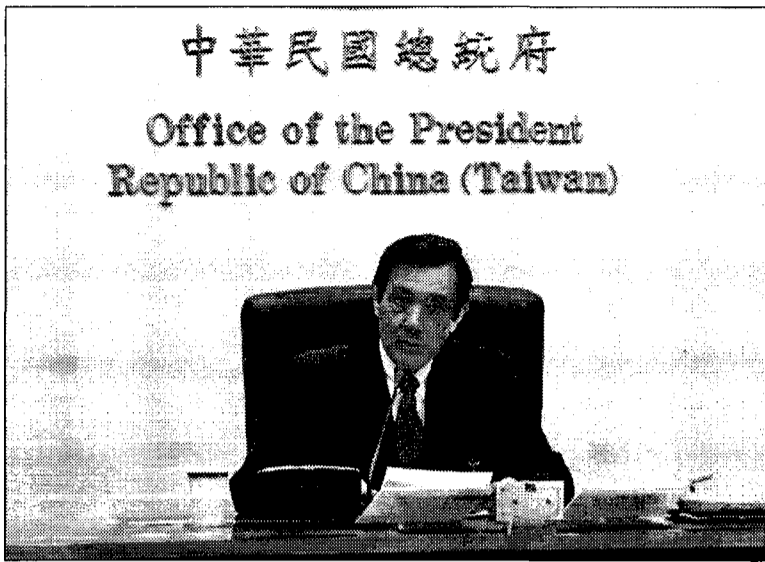 中華民國總統府
Office of the President
Republic of China (Taiwan)